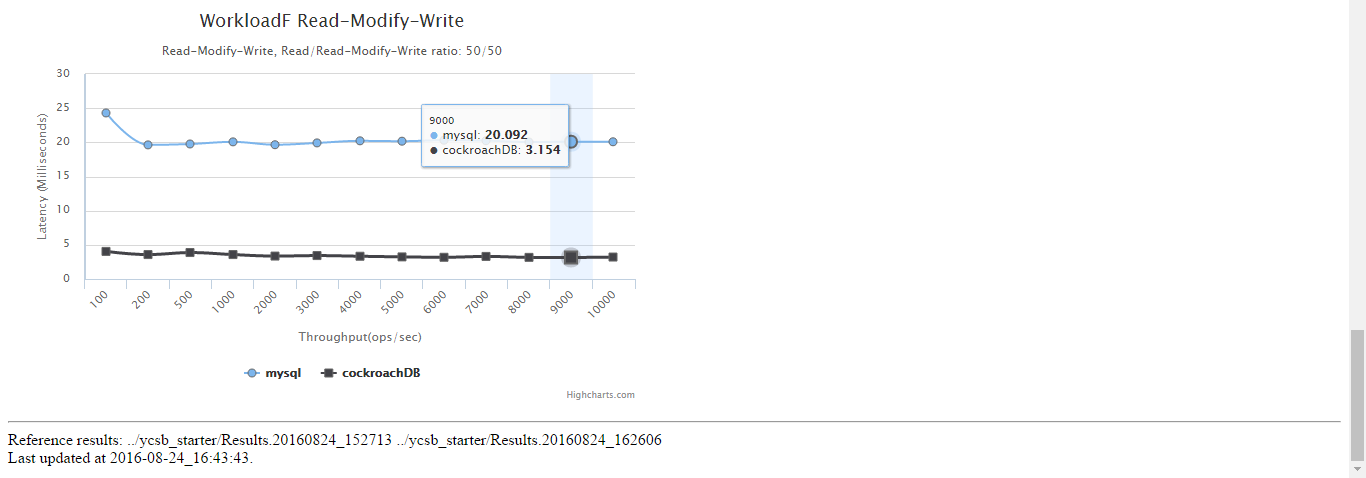 WorkloadF Read-Modify-Write
Read-Modify-Write, Read/Read-Modify-Write ratio: 50/50
30
25
20
15
10
5
0
Latency (Milliseconds)
9000
mysql: 20.092
cockroachDB: 3.154
100 200 500 1000 2000 3000 4000 5000 6000 7000 8000 9000 10000
Throughput(ops/sec)
mysql cockroachDB
Highcharts.com
Reference results: ../ycsb_starter/Results.20160824_152713 ../ycsb_starter/Results.20160824_162606
Last updated at 2016-08-24_16:43:43.